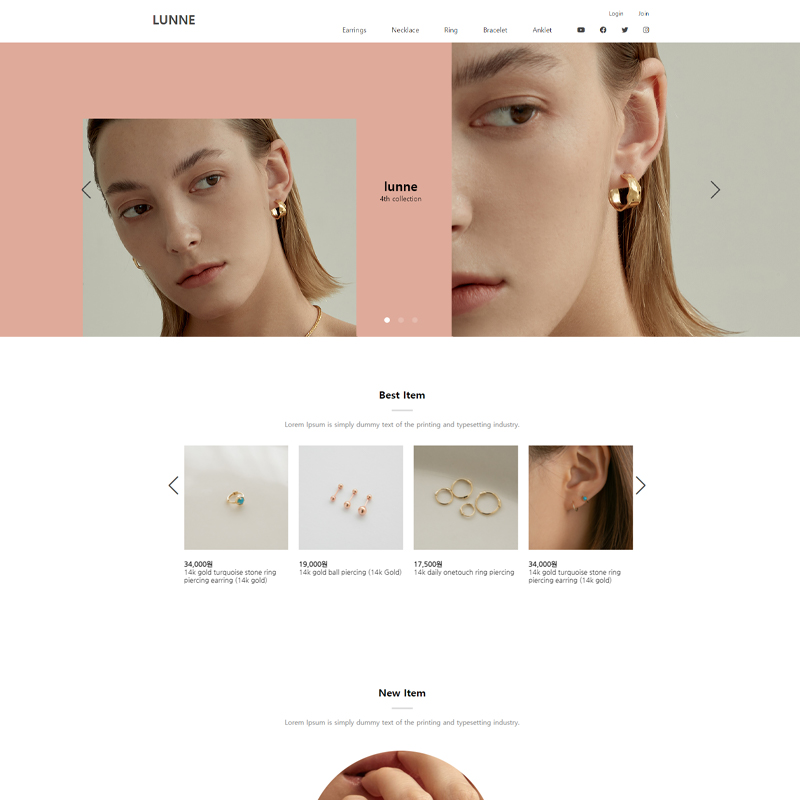 LUNNE
Login Join
Earrings Necklace Ring Bracelet Anklet
lunne
4th collection
Best Item
Lorem Ipsum is simply dummy text of the printing and typesetting industry.
34,000원
14k gold turquoise stone ring
piercing earring (14k gold)
19,000원
14k gold ball piercing (14k Gold)
17,500원
14k daily onetouch ring piercing
34,000원
14k gold turquoise stone ring
piercing earring (14k gold)
New Item
Lorem Ipsum is simply dummy text of the printing and typesetting industry.